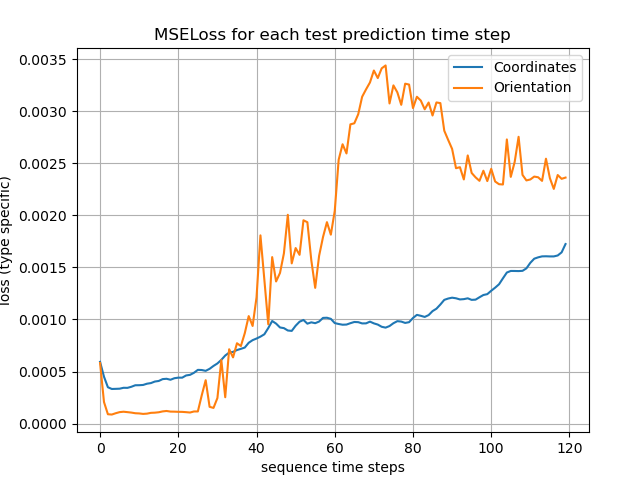 MSELoss for each test prediction time step
loss (type specific)
0.0035
0.0030
0.0025
0.0020
0.0015
0.0010
0.0005
0.0000
Coordinates
Orientation
0 20 40 60 80 100 120
sequence time steps